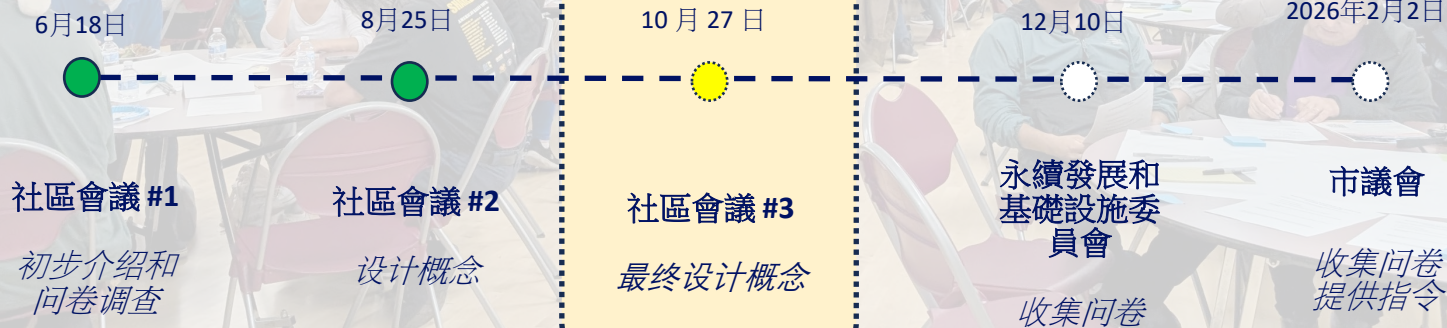 6月18日
8月25日
10 月 27 日
12月10日
2026年2月2日
社區會議 #1
初步介绍和
问卷调查
社區會議 #2
设计概念
社區會議 #3
最终设计概念
永續發展和
基礎設施委
員會
收集问卷
市議會
收集问卷
提供指令